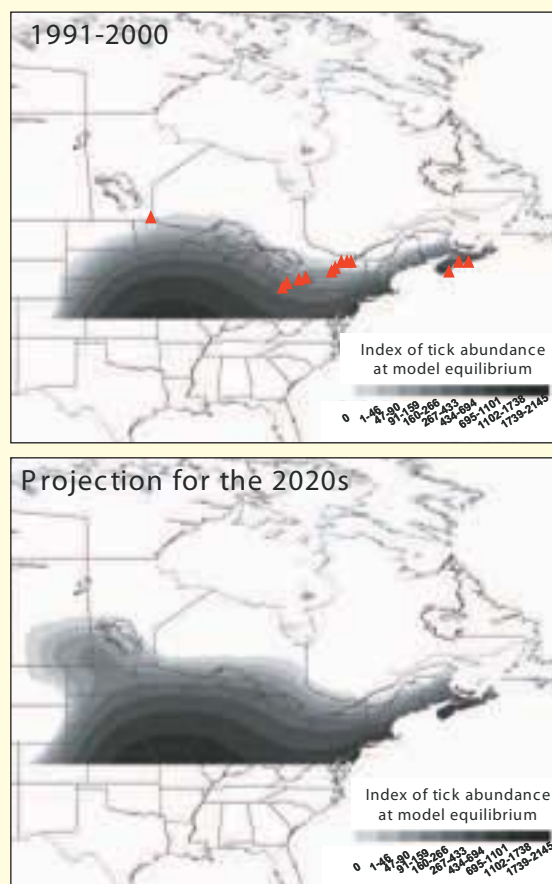 1991-2000
Index of tick abundance
at model equilibrium
0 1-46 47-90 91-159 160-266 267-433 434-694 695-1101 1102-1738 1739-2145
Projection for the 2020s
Index of tick abundance
at model equilibrium
0 1-46 47-90 91-159 160-266 267-433 434-694 695-1101 1102-1738 1739-2145